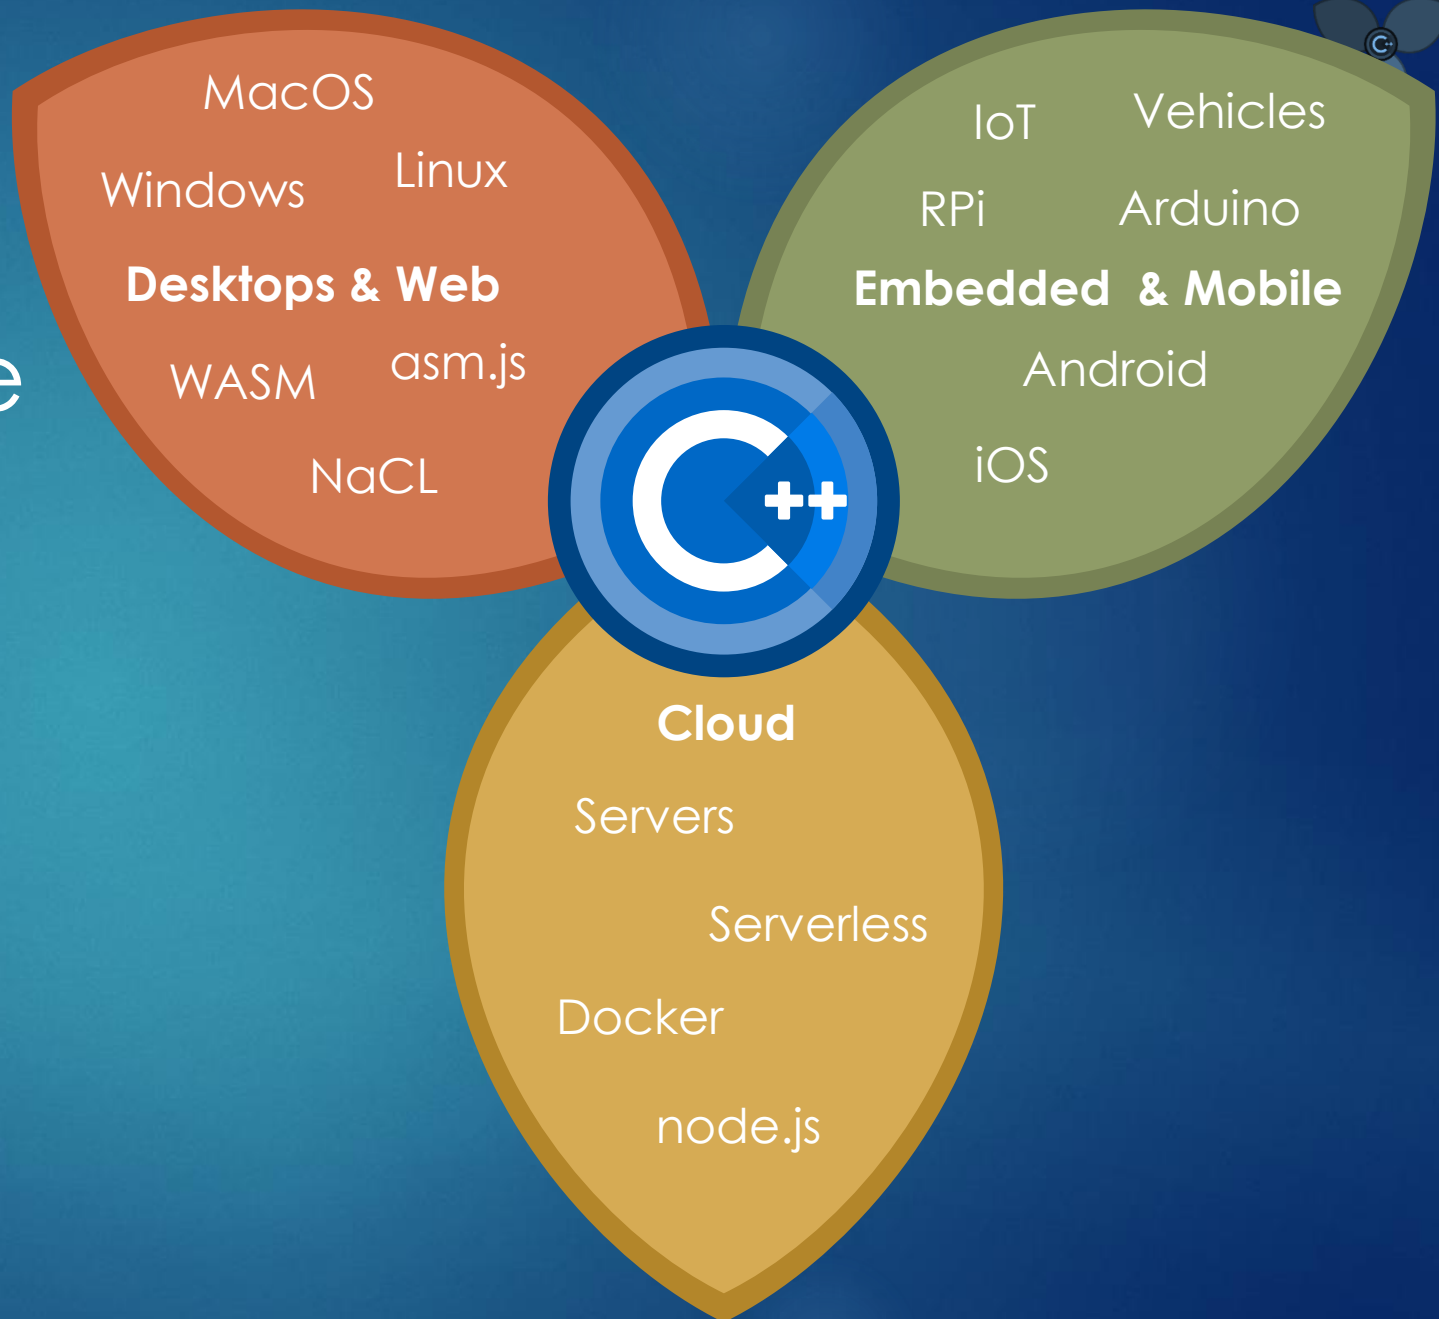 MacOS
Windows
Linux
Desktops & Web
WASM
asm.js
NaCL
IoT
Vehicles
RPi
Arduino
Embedded & Mobile
Android
iOS
e
C++
Cloud
Servers
Serverless
Docker
node.js
C++